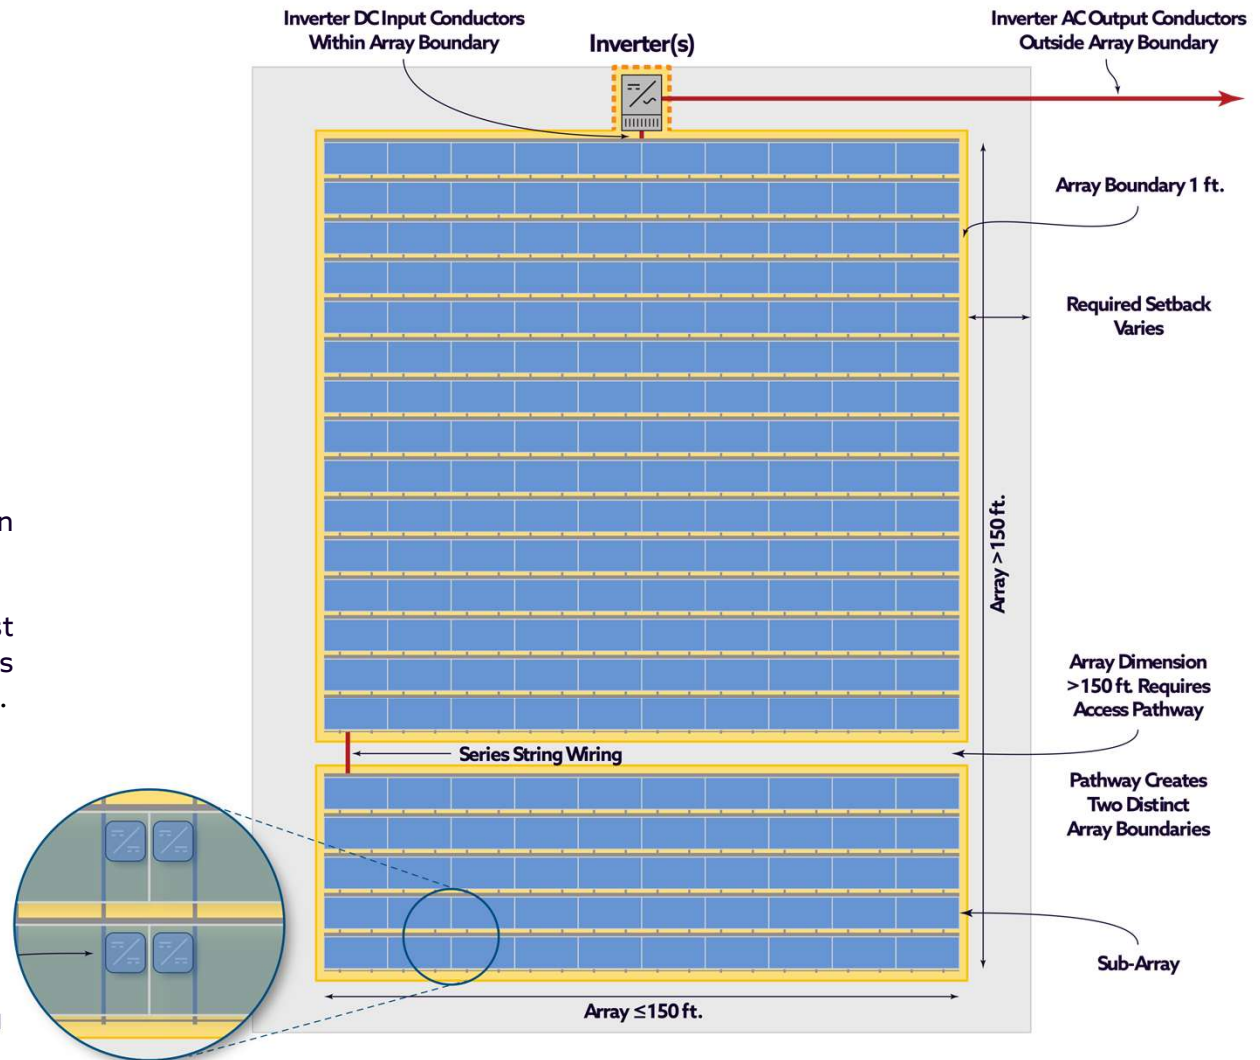 Inverter DC Input Conductors
Within Array Boundary
Inverter(s)
Inverter AC Output Conductors
Outside Array Boundary
Array Boundary 1 ft.
Required Setback
Varies
Array >150 ft.
n
st
s
.
Array Dimension
>150 ft. Requires
Access Pathway
Series String Wiring
Pathway Creates
Two Distinct
Array Boundaries
Sub-Array
Array ≤150 ft.